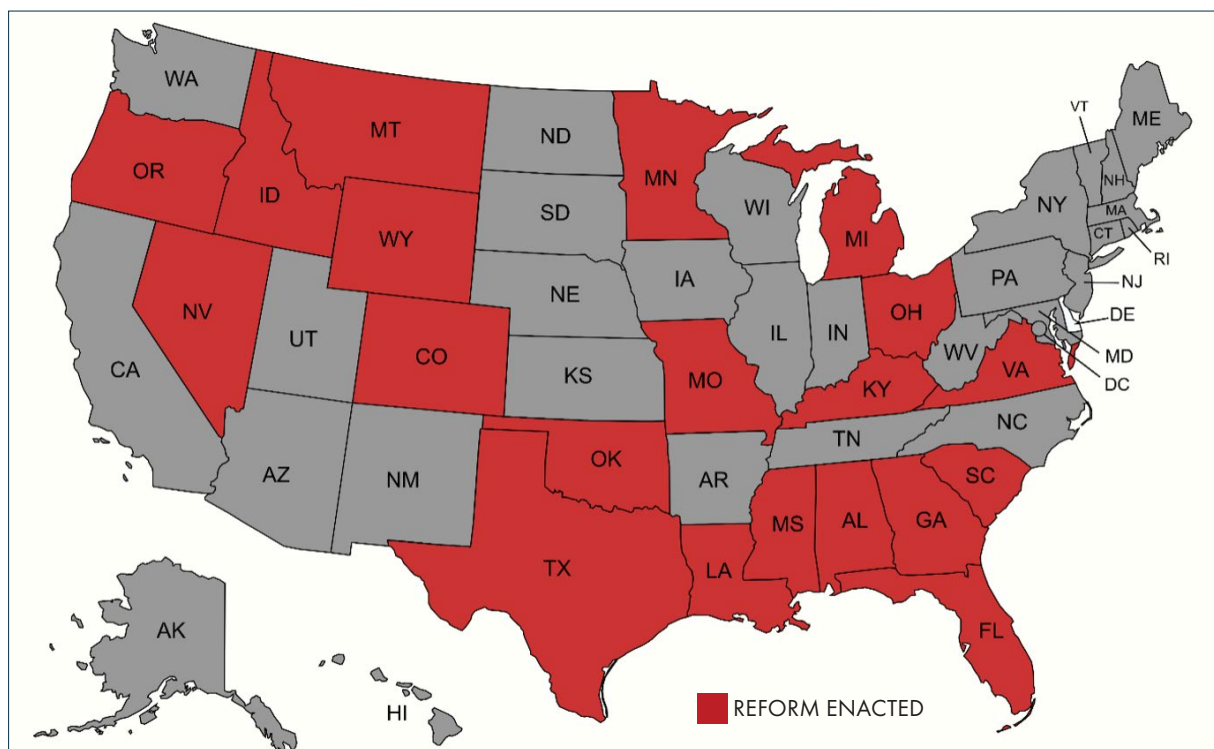 WA
MT
ND
MN
VT
ME
OR
ID
SD
WI
NH
NY
MA
WY
MI
CT
RI
NE
IA
PA
NJ
NV
UT
CO
IL
IN
OH
DE
CA
KS
MO
WV
MD
VA
KY
DC
NC
TN
AZ
NM
OK
AR
SC
MS
AL
GA
TX
LA
AK
FL
HI
REFORM ENACTED